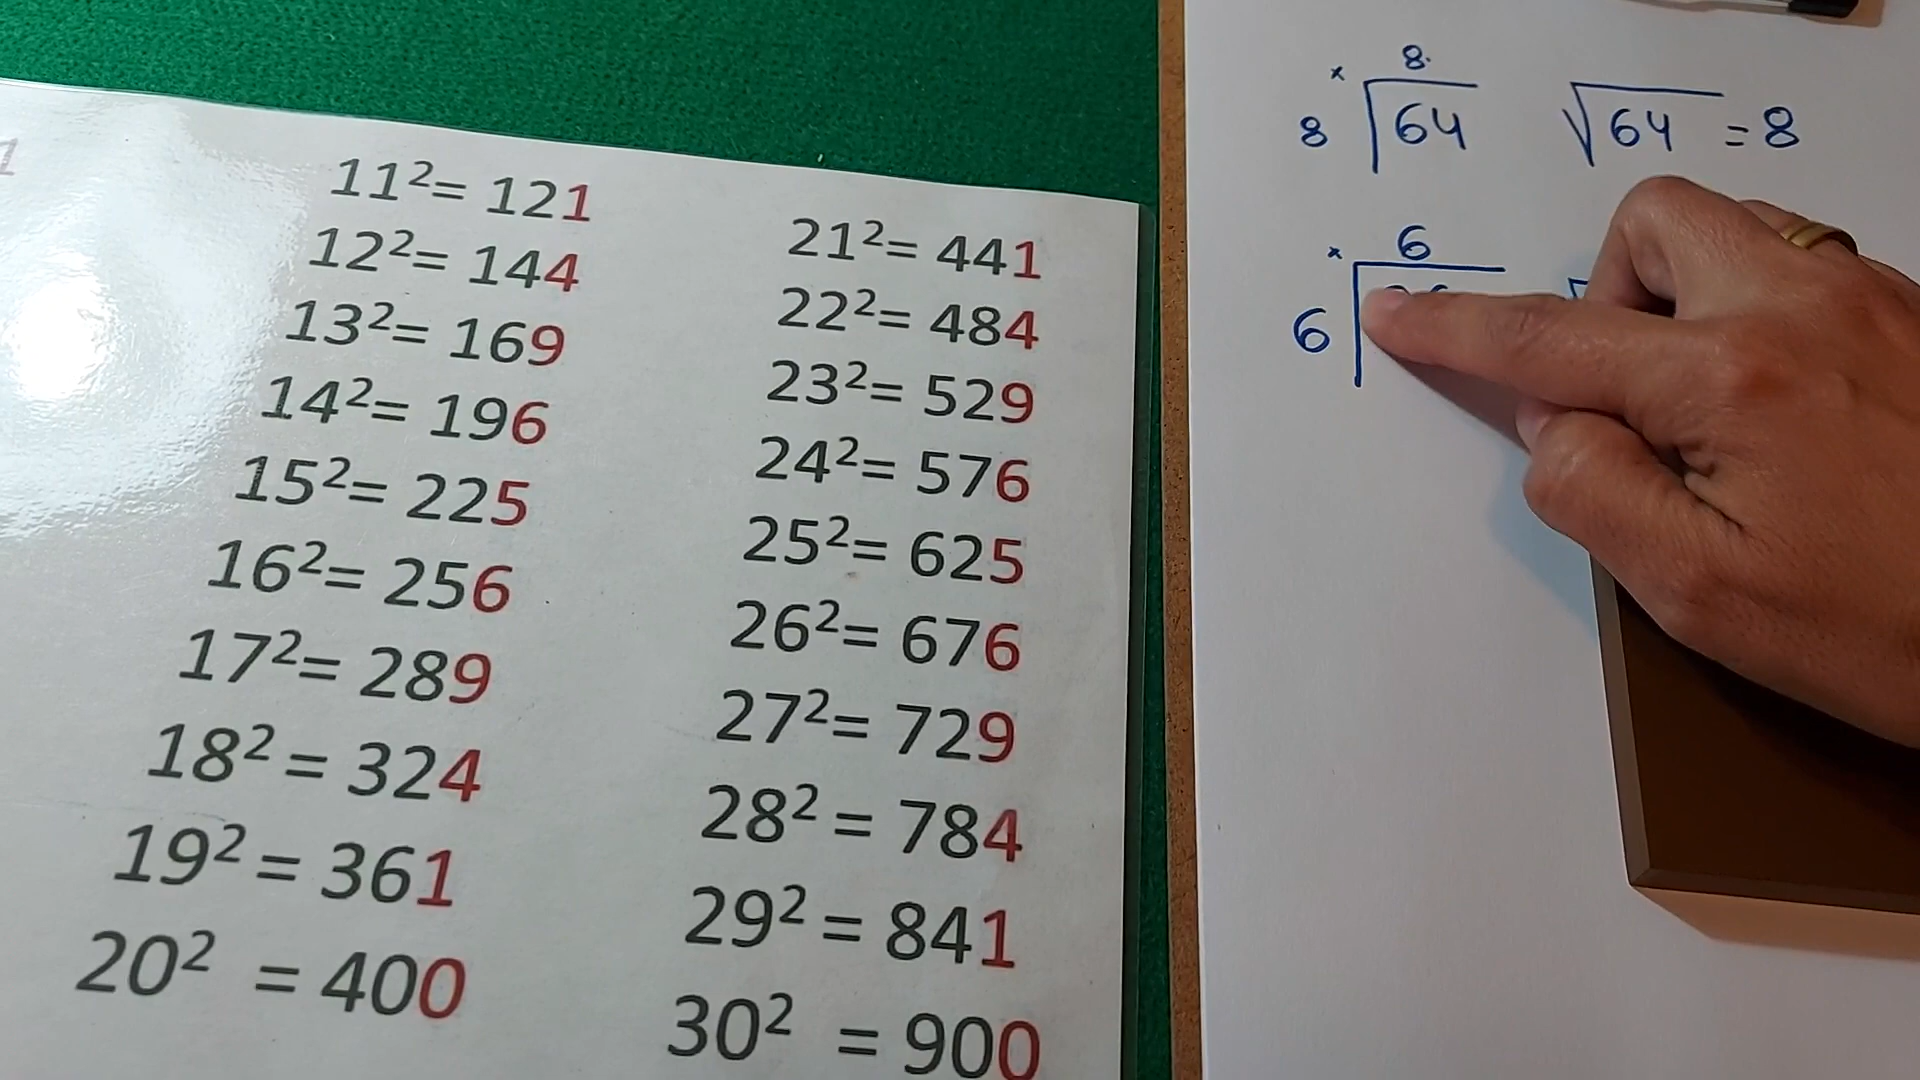 1
11²= 121
12²= 144
13²= 169
14²= 196
15²= 225
16²= 256
17²= 289
18² = 324
19² = 361
20² = 400
21²= 441
22²= 484
23²= 529
24²= 576
25²= 625
26²= 676
27²= 729
28² = 784
29² = 841
30² = 900
x 8
8 64 √64 = 8
x 6
6